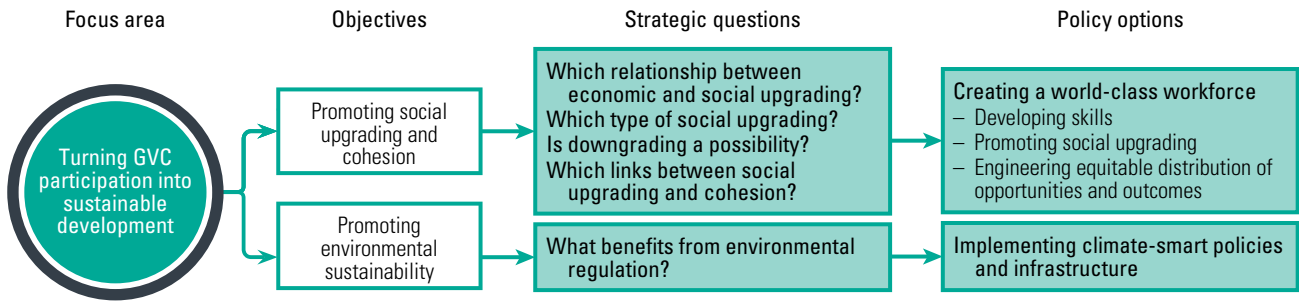 Focus area
Objectives
Strategic questions
Policy options
Turning GVC
participation into
sustainable
development
Promoting social
upgrading and
cohesion
Which relationship between
economic and social upgrading?
Which type of social upgrading?
Is downgrading a possibility?
Which links between social
upgrading and cohesion?
Creating a world-class workforce
– Developing skills
– Promoting social upgrading
– Engineering equitable distribution of
opportunities and outcomes
Promoting
environmental
sustainability
What benefits from environmental
regulation?
Implementing climate-smart policies
and infrastructure